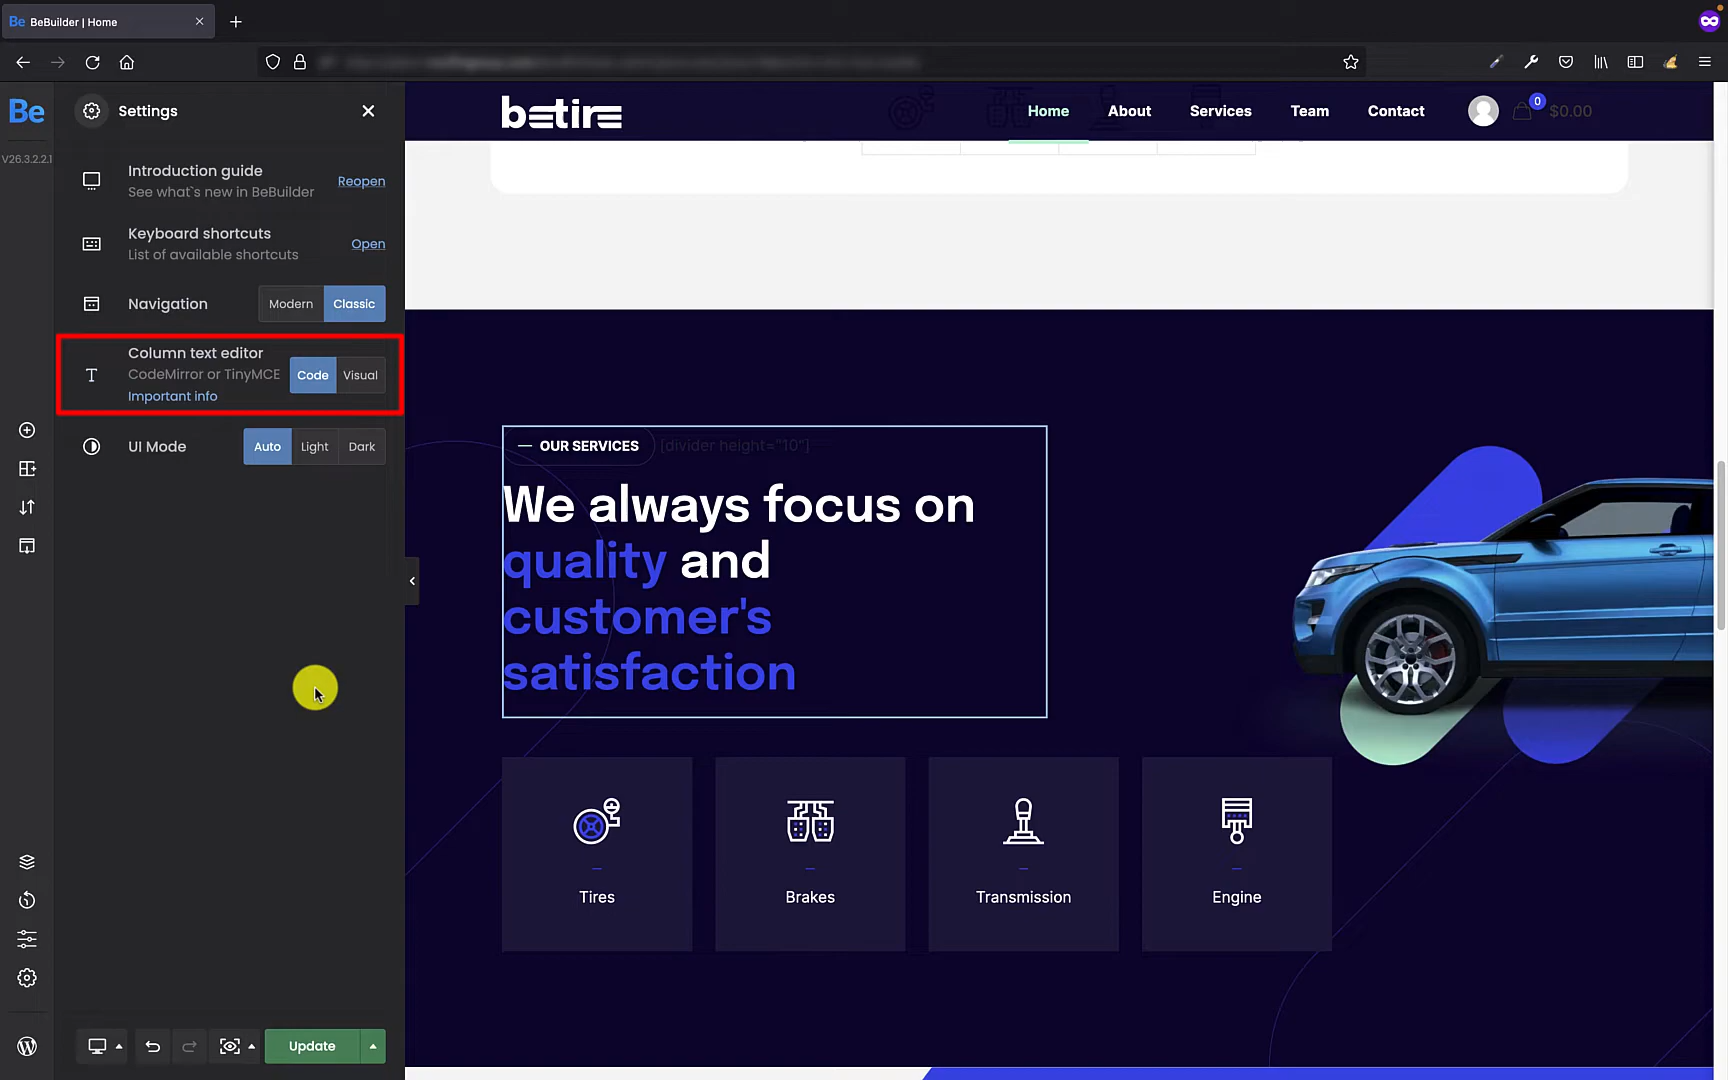 Be BeBuilder | Home
Be
Settings
V26.3.2.2.1
Introduction guide
See what`s new in BeBuilder
Reopen
Keyboard shortcuts
List of available shortcuts
Open
Navigation
Modern
Classic
Column text editor
CodeMirror or TinyMCE
Important info
Code
Visual
UI Mode
Auto
Light
Dark
Update
betire
Home
About
Services
Team
Contact
0
$0.00
OUR SERVICES
[divider height="10"]
We always focus on
quality and
customer's
satisfaction
Tires
Brakes
Transmission
Engine